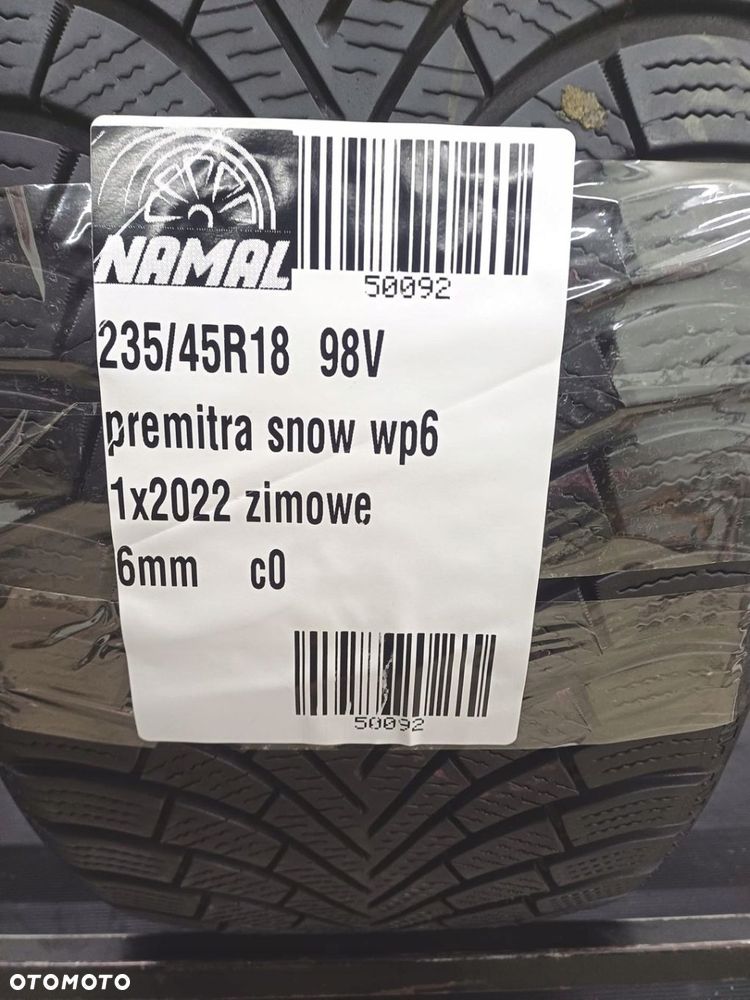 NAMAL
50092
235/45R18 98V
premitra snow wp6
1x2022 zimowe
6mm c0
50092
OTOMOTO